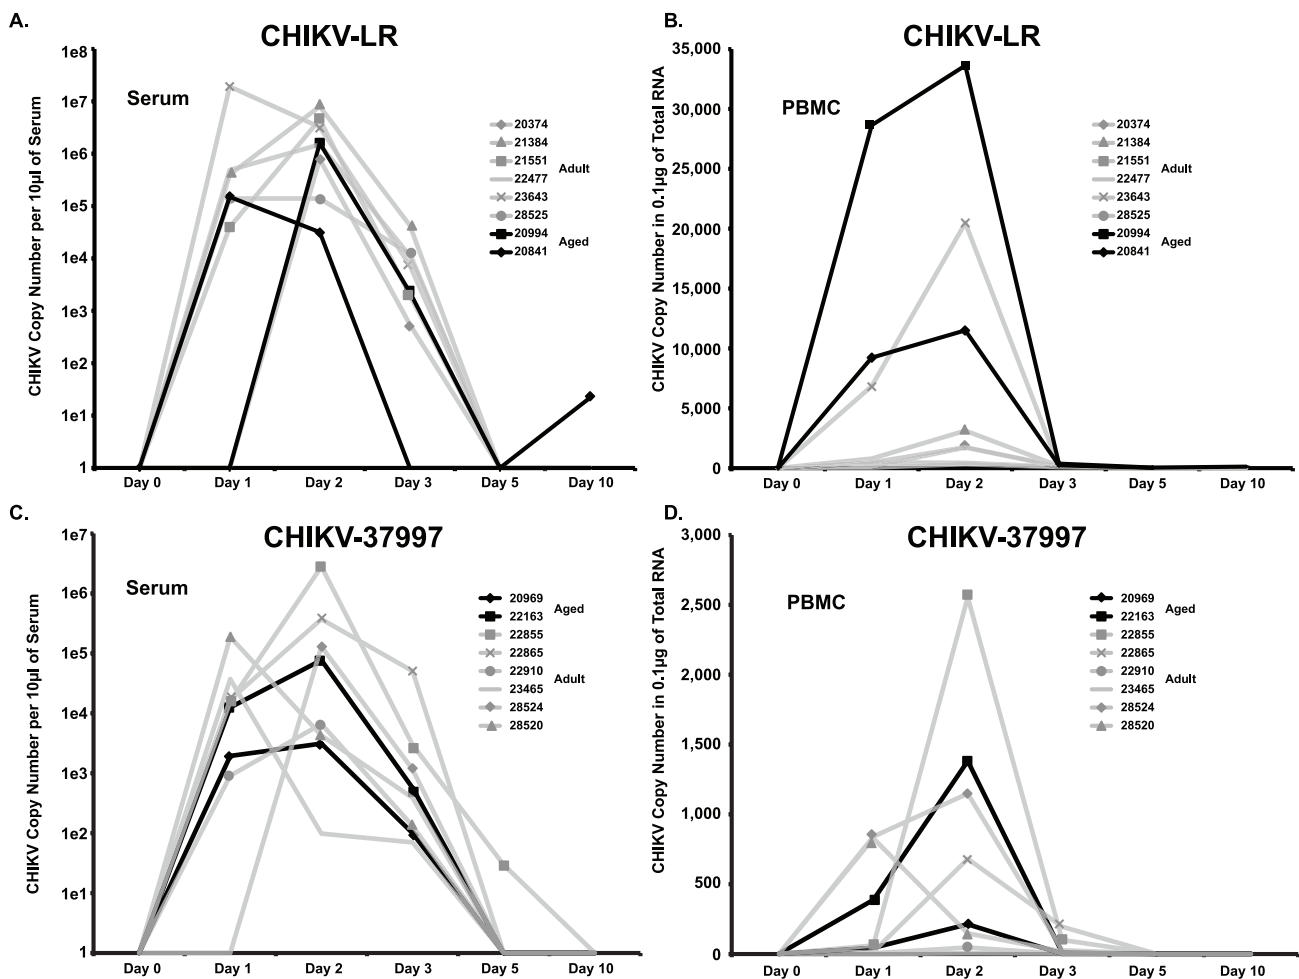 A.
CHIKV-LR
Serum
CHIKV Copy Number per 10µl of Serum
1e8
1e7
1e6
1e5
1e4
1e3
1e2
1e1
1
Day 0 Day 1 Day 2 Day 3 Day 5 Day 10
20374
21384
21551
Adult
22477
23643
28525
20994
Aged
20841
B.
CHIKV-LR
PBMC
CHIKV Copy Number in 0.1µg of Total RNA
35,000
30,000
25,000
20,000
15,000
10,000
5,000
0
Day 0 Day 1 Day 2 Day 3 Day 5 Day 10
20374
21384
21551
Adult
22477
23643
28525
20994
Aged
20841
C.
CHIKV-37997
Serum
CHIKV Copy Number per 10µl of Serum
1e7
1e6
1e5
1e4
1e3
1e2
1e1
1
Day 0 Day 1 Day 2 Day 3 Day 5 Day 10
20969
Aged
22163
22855
22865
22910
Adult
23465
28524
28520
D.
CHIKV-37997
PBMC
CHIKV Copy Number in 0.1µg of Total RNA
3,000
2,500
2,000
1,500
1,000
500
0
Day 0 Day 1 Day 2 Day 3 Day 5 Day 10
20969
Aged
22163
22855
22865
22910
Adult
23465
28524
28520